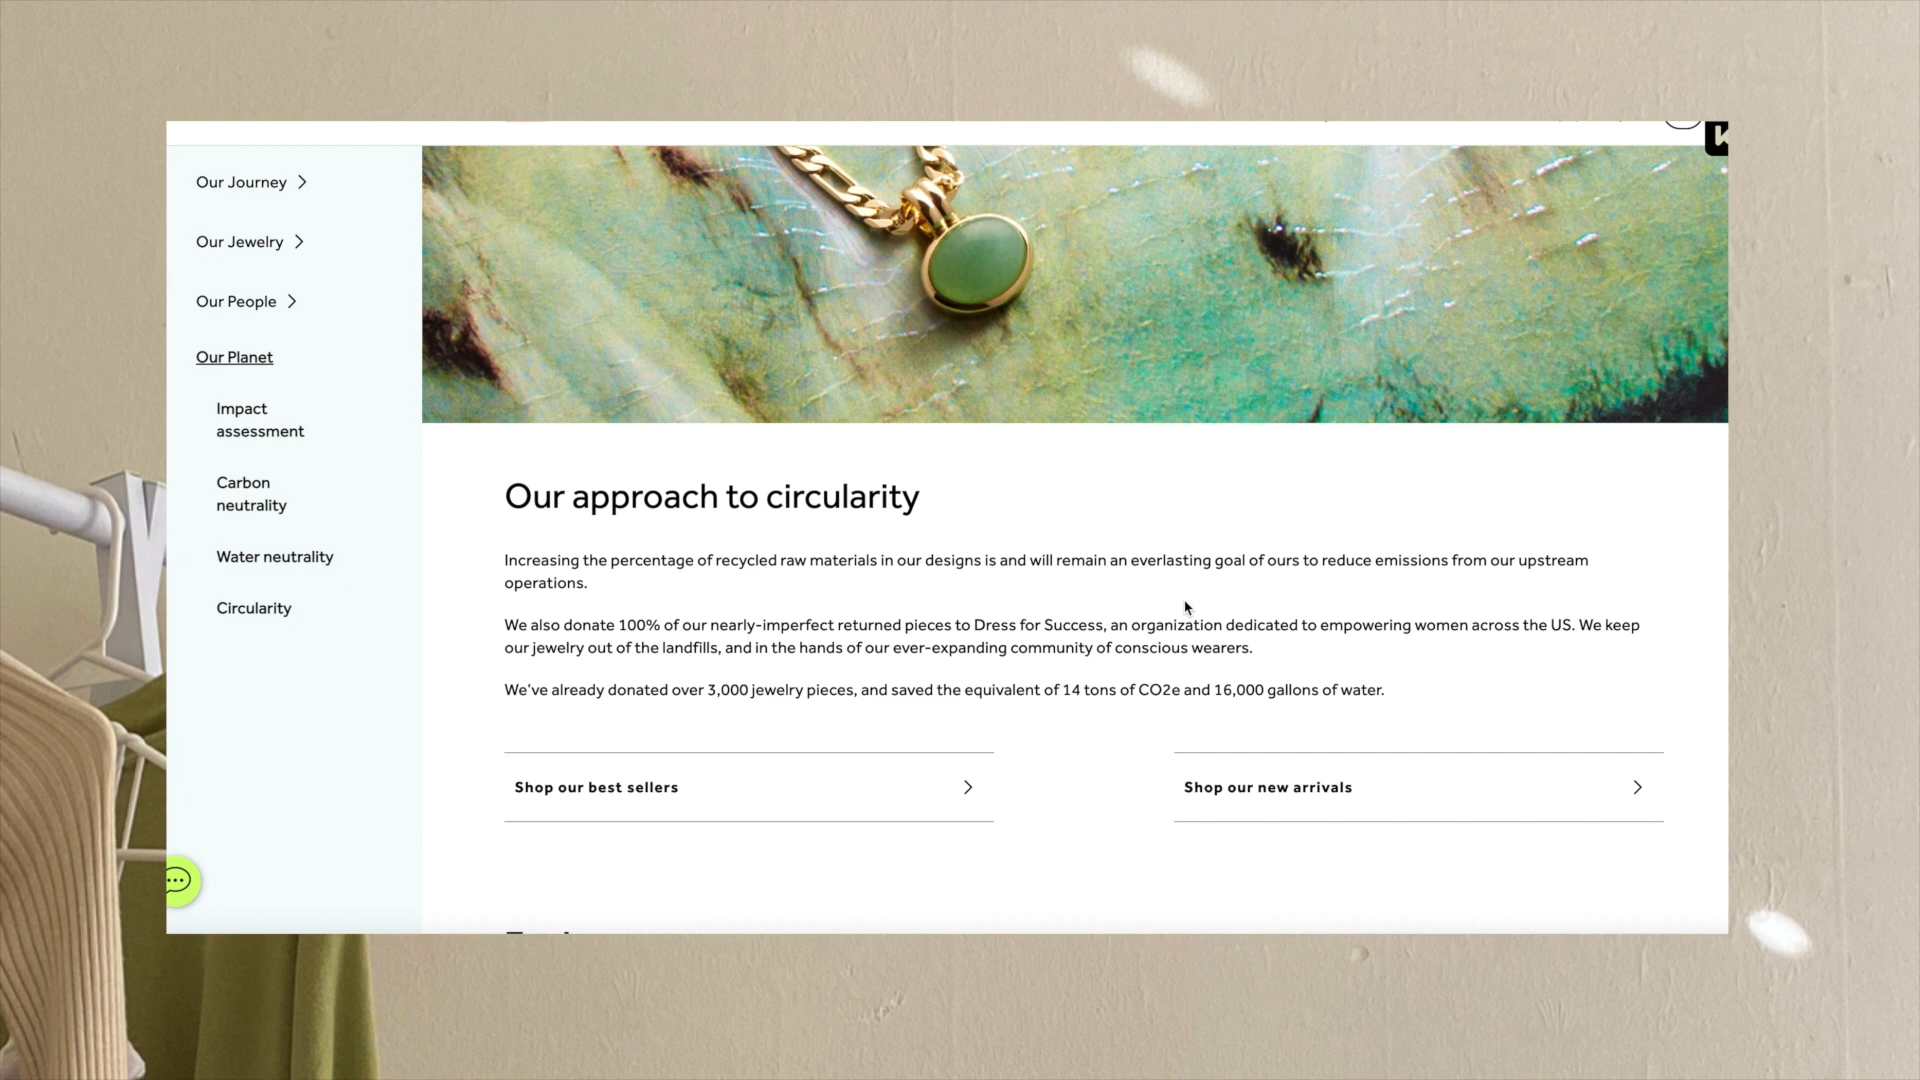 Our Journey
Our Jewelry
Our People
Our Planet
Impact
assessment
Carbon
neutrality
Water neutrality
Circularity
Our approach to circularity
Increasing the percentage of recycled raw materials in our designs is and will remain an everlasting goal of ours to reduce emissions from our upstream
operations.
We also donate 100% of our nearly-imperfect returned pieces to Dress for Success, an organization dedicated to empowering women across the US. We keep
our jewelry out of the landfills, and in the hands of our ever-expanding community of conscious wearers.
We've already donated over 3,000 jewelry pieces, and saved the equivalent of 14 tons of CO2e and 16,000 gallons of water.
Shop our best sellers
Shop our new arrivals